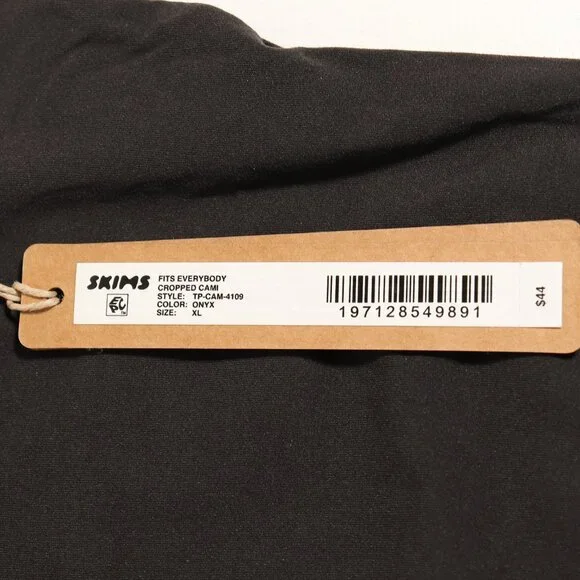 SKIMS
FITS EVERYBODY
CROPPED CAMI
STYLE: TP-CAM-4109
COLOR: ONYX
SIZE: XL
197128549891
$44